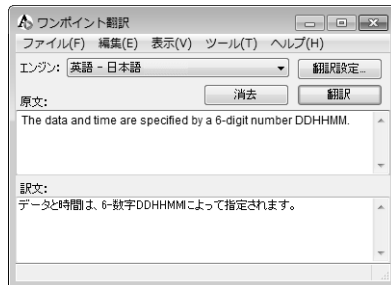 ワンポイント翻訳
ファイル(F) 編集(E) 表示(V) ツール(T) ヘルプ(H)
エンジン: 英語 - 日本語 翻訳設定...
原文: 消去 翻訳
The data and time are specified by a 6-digit number DDHHMM.
訳文:
データと時間は、6-数字DDHHMMによって指定されます。